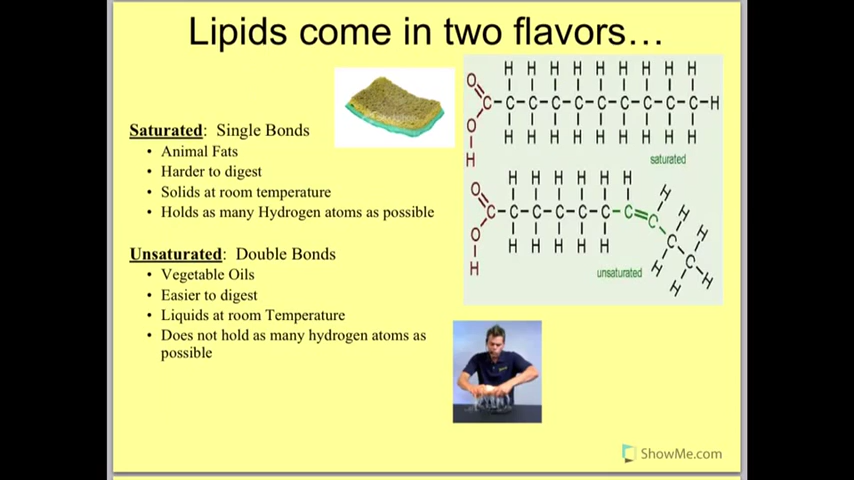 Lipids come in two flavors…
Saturated: Single Bonds
• Animal Fats
• Harder to digest
• Solids at room temperature
• Holds as many Hydrogen atoms as possible
Unsaturated: Double Bonds
• Vegetable Oils
• Easier to digest
• Liquids at room Temperature
• Does not hold as many hydrogen atoms as
possible
H H H H H H H H H
O
C-C-C-C-C-C-C-C-C-C-H
O
H H H H H H H H H
H
saturated
H H H H H H
O
H
C-C-C-C-C-C-C=C
H
O
C
H
H H H H H
C
H
H
H
unsaturated
H
H
ShowMe.com